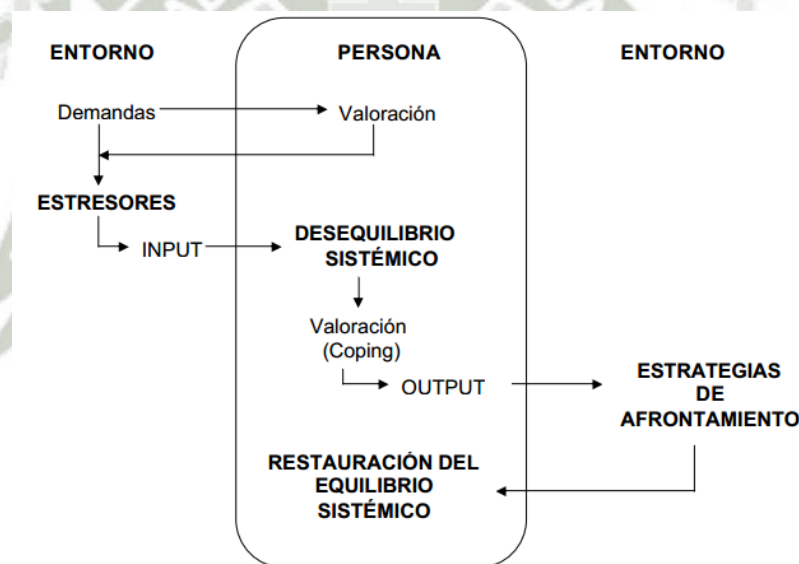 ENTORNO
PERSONA
ENTORNO
Demandas
Valoración
ESTRESORES
INPUT
DESEQUILIBRIO
SISTÉMICO
Valoración
(Coping)
OUTPUT
ESTRATEGIAS
DE
AFRONTAMIENTO
RESTAURACIÓN DEL
EQUILIBRIO
SISTÉMICO